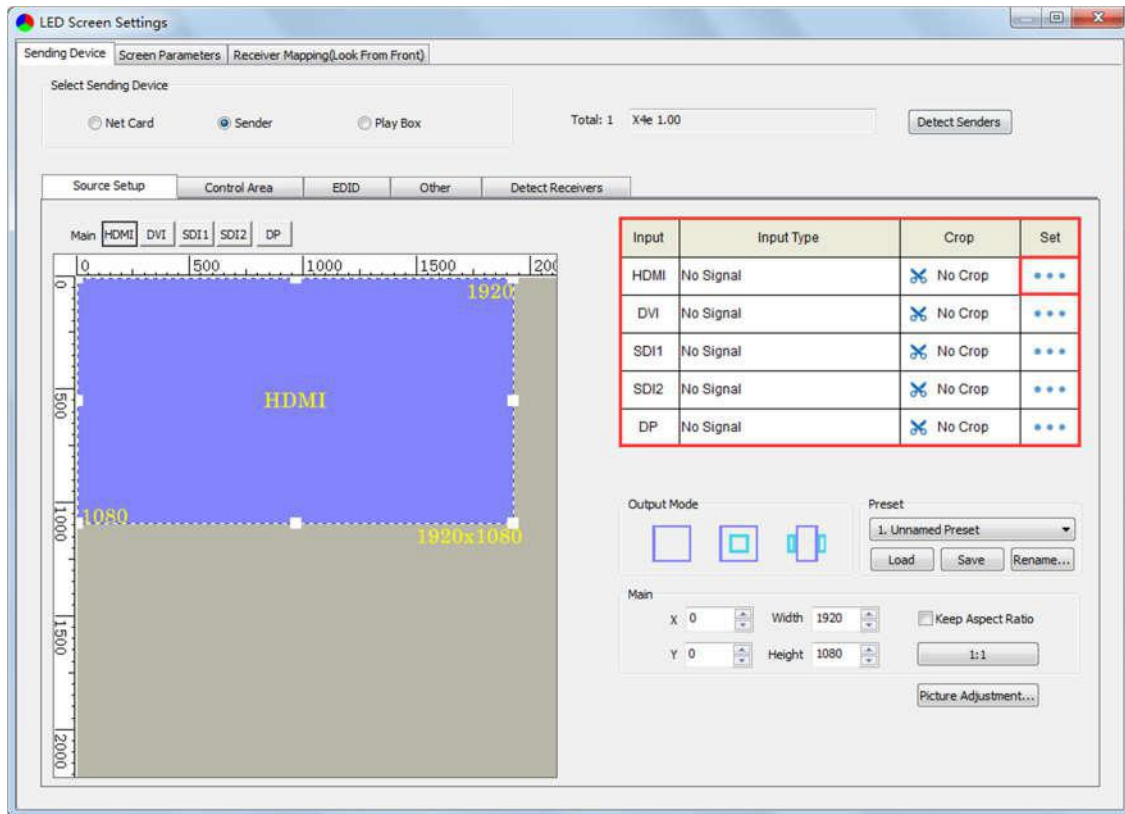 LED Screen Settings
Sending Device Screen Parameters Receiver Mapping(Look From Front)
Select Sending Device
Net Card Sender Play Box
Total: 1 X4e 1.00 Detect Senders
Source Setup Control Area EDID Other Detect Receivers
Main HDMI DVI SDI1 SDI2 DP
0 500 1000 1500 200
0
500
1000
1500
2000
1920
HDMI
1080
1920x1080
Input Input Type Crop Set
HDMI No Signal No Crop
DVI No Signal No Crop
SDI1 No Signal No Crop
SDI2 No Signal No Crop
DP No Signal No Crop
Output Mode
Preset
1. Unnamed Preset
Load Save Rename...
Main
X 0 Width 1920 Keep Aspect Ratio
Y 0 Height 1080 1:1
Picture Adjustment...